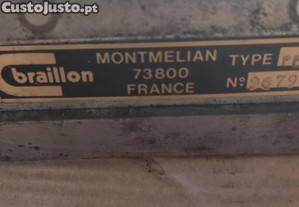 CustoJusto.pt
braillon
MONTMELIAN
73800
FRANCE
TYPE
N°